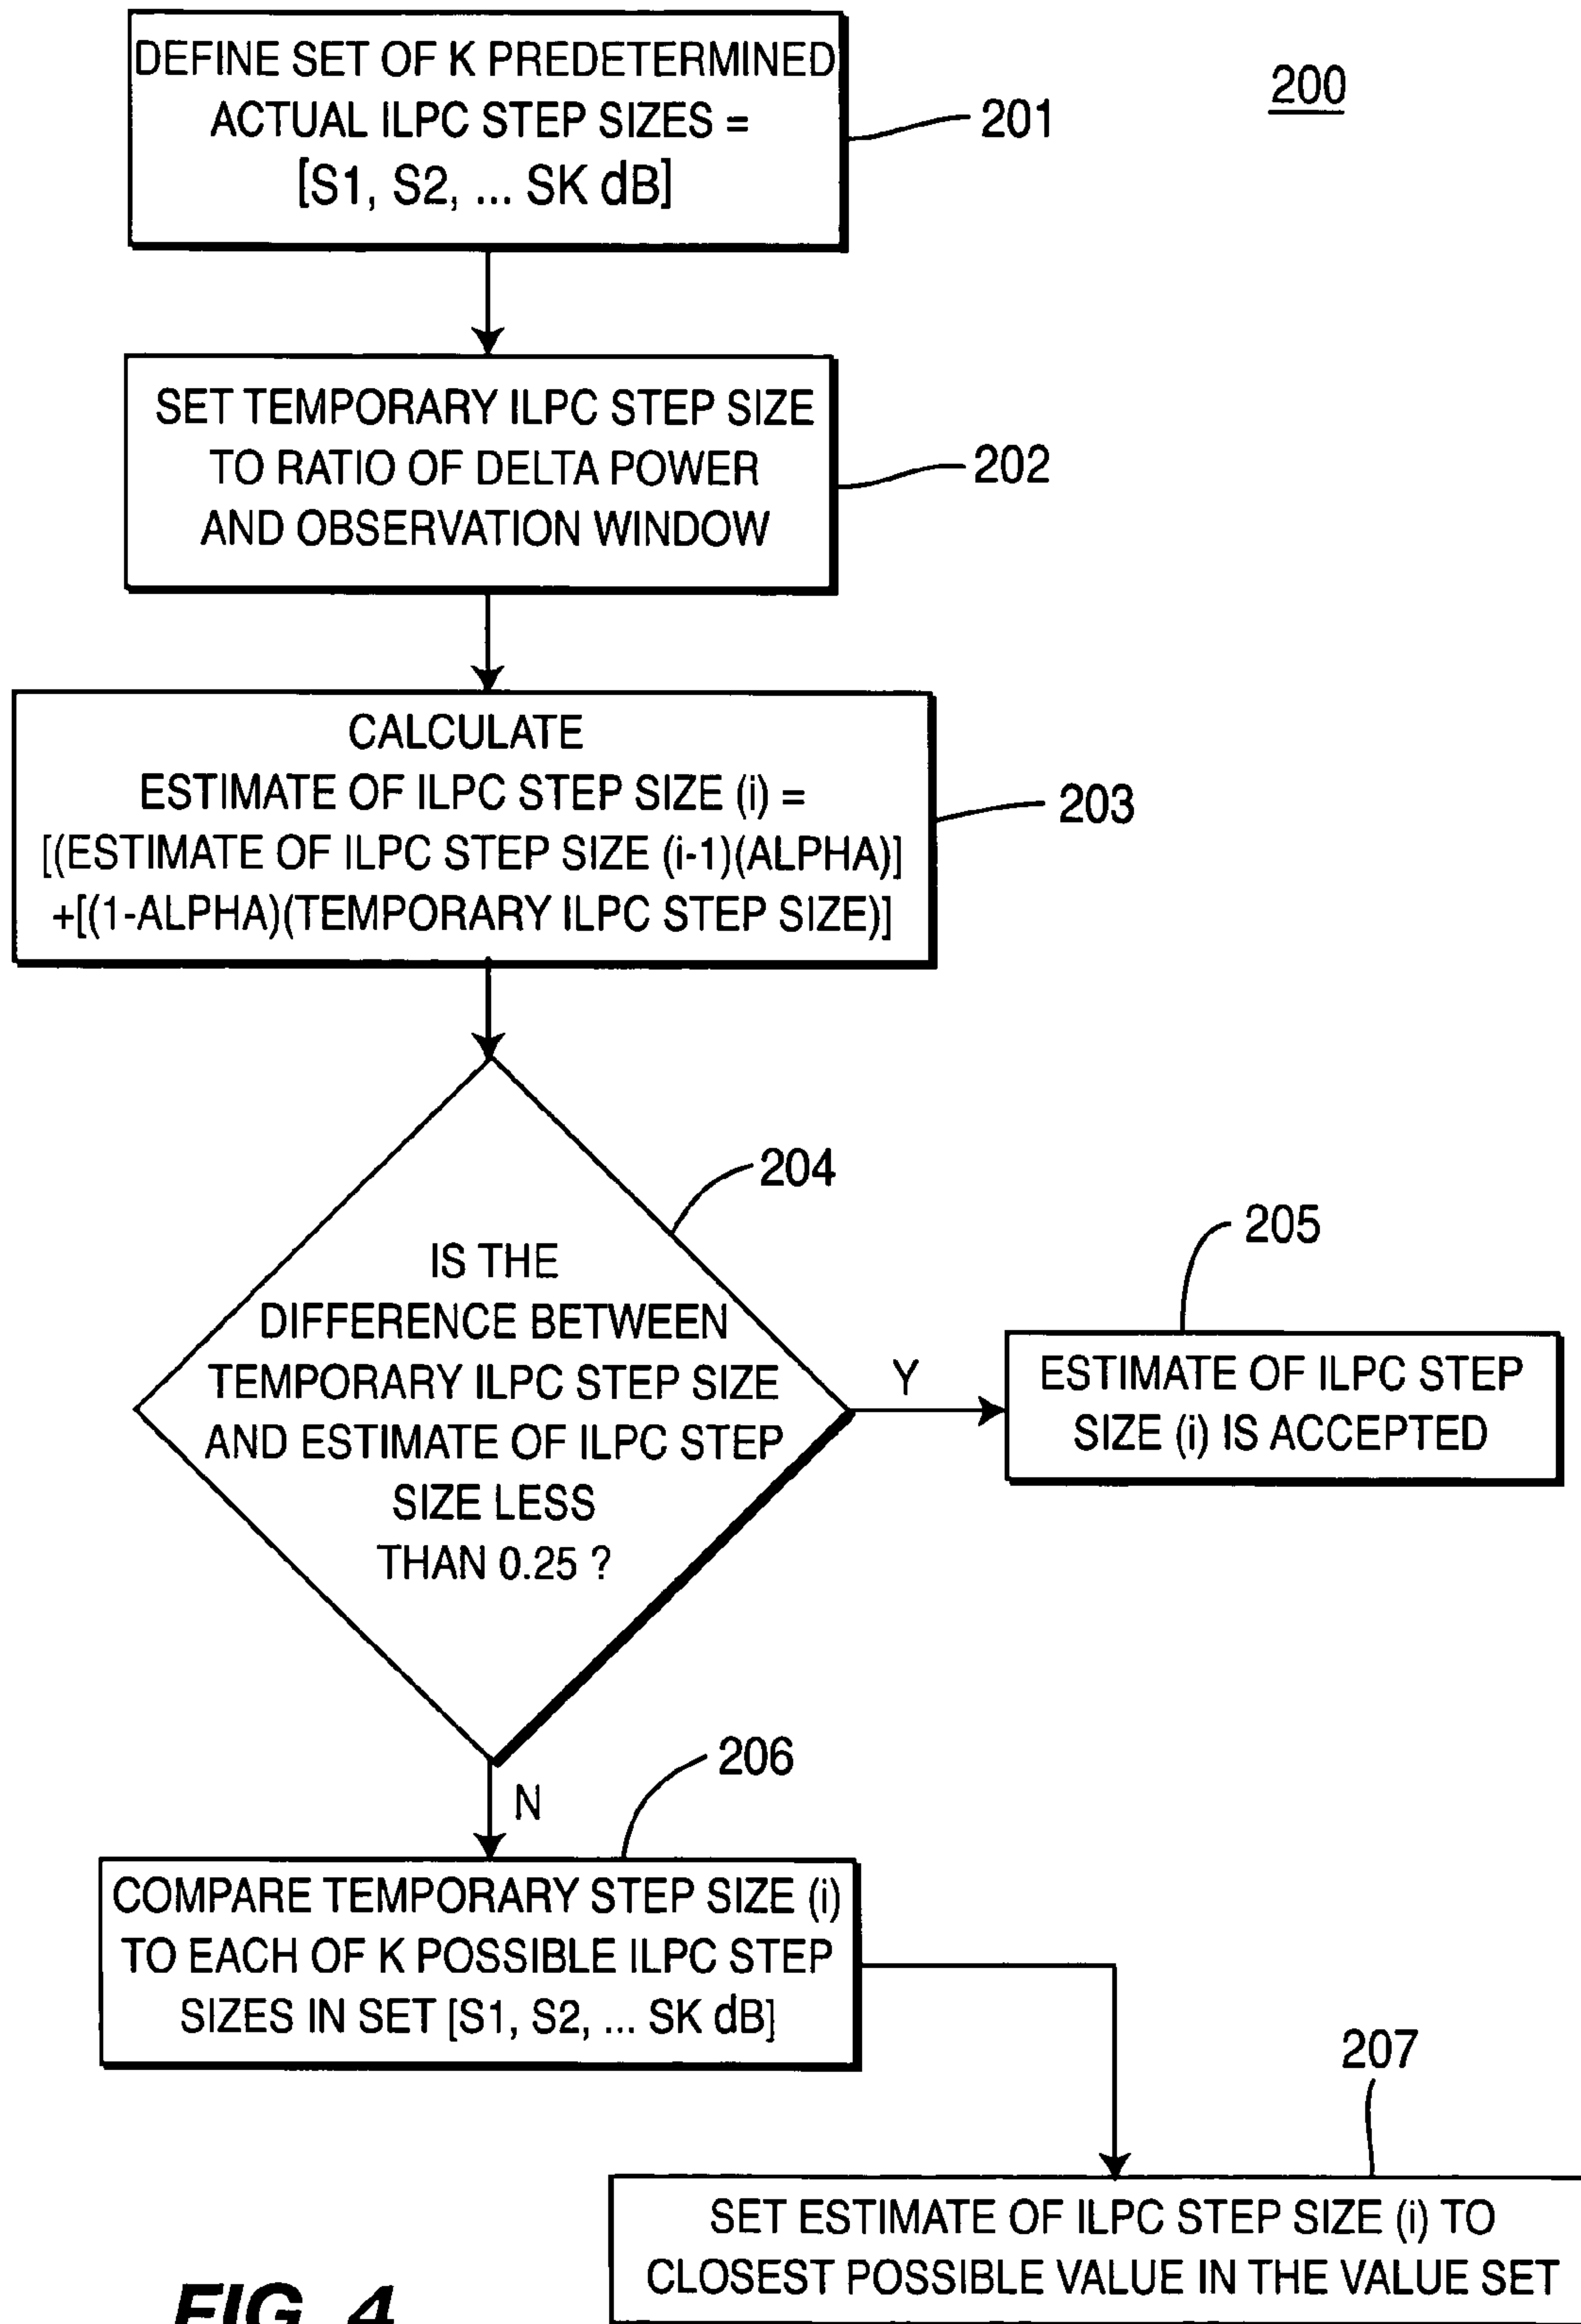 DEFINE SET OF K PREDETERMINED
ACTUAL ILPC STEP SIZES =
[S1, S2, ... SK dB]
201
200
SET TEMPORARY ILPC STEP SIZE
TO RATIO OF DELTA POWER
AND OBSERVATION WINDOW
202
CALCULATE
ESTIMATE OF ILPC STEP SIZE (i) =
[(ESTIMATE OF ILPC STEP SIZE (i-1)(ALPHA)]
+[(1-ALPHA)(TEMPORARY ILPC STEP SIZE)]
203
204
IS THE
DIFFERENCE BETWEEN
TEMPORARY ILPC STEP SIZE
AND ESTIMATE OF ILPC STEP
SIZE LESS
THAN 0.25 ?
Y
205
ESTIMATE OF ILPC STEP
SIZE (i) IS ACCEPTED
N
206
COMPARE TEMPORARY STEP SIZE (i)
TO EACH OF K POSSIBLE ILPC STEP
SIZES IN SET [S1, S2, ... SK dB]
207
SET ESTIMATE OF ILPC STEP SIZE (i) TO
CLOSEST POSSIBLE VALUE IN THE VALUE SET
FIG. 4